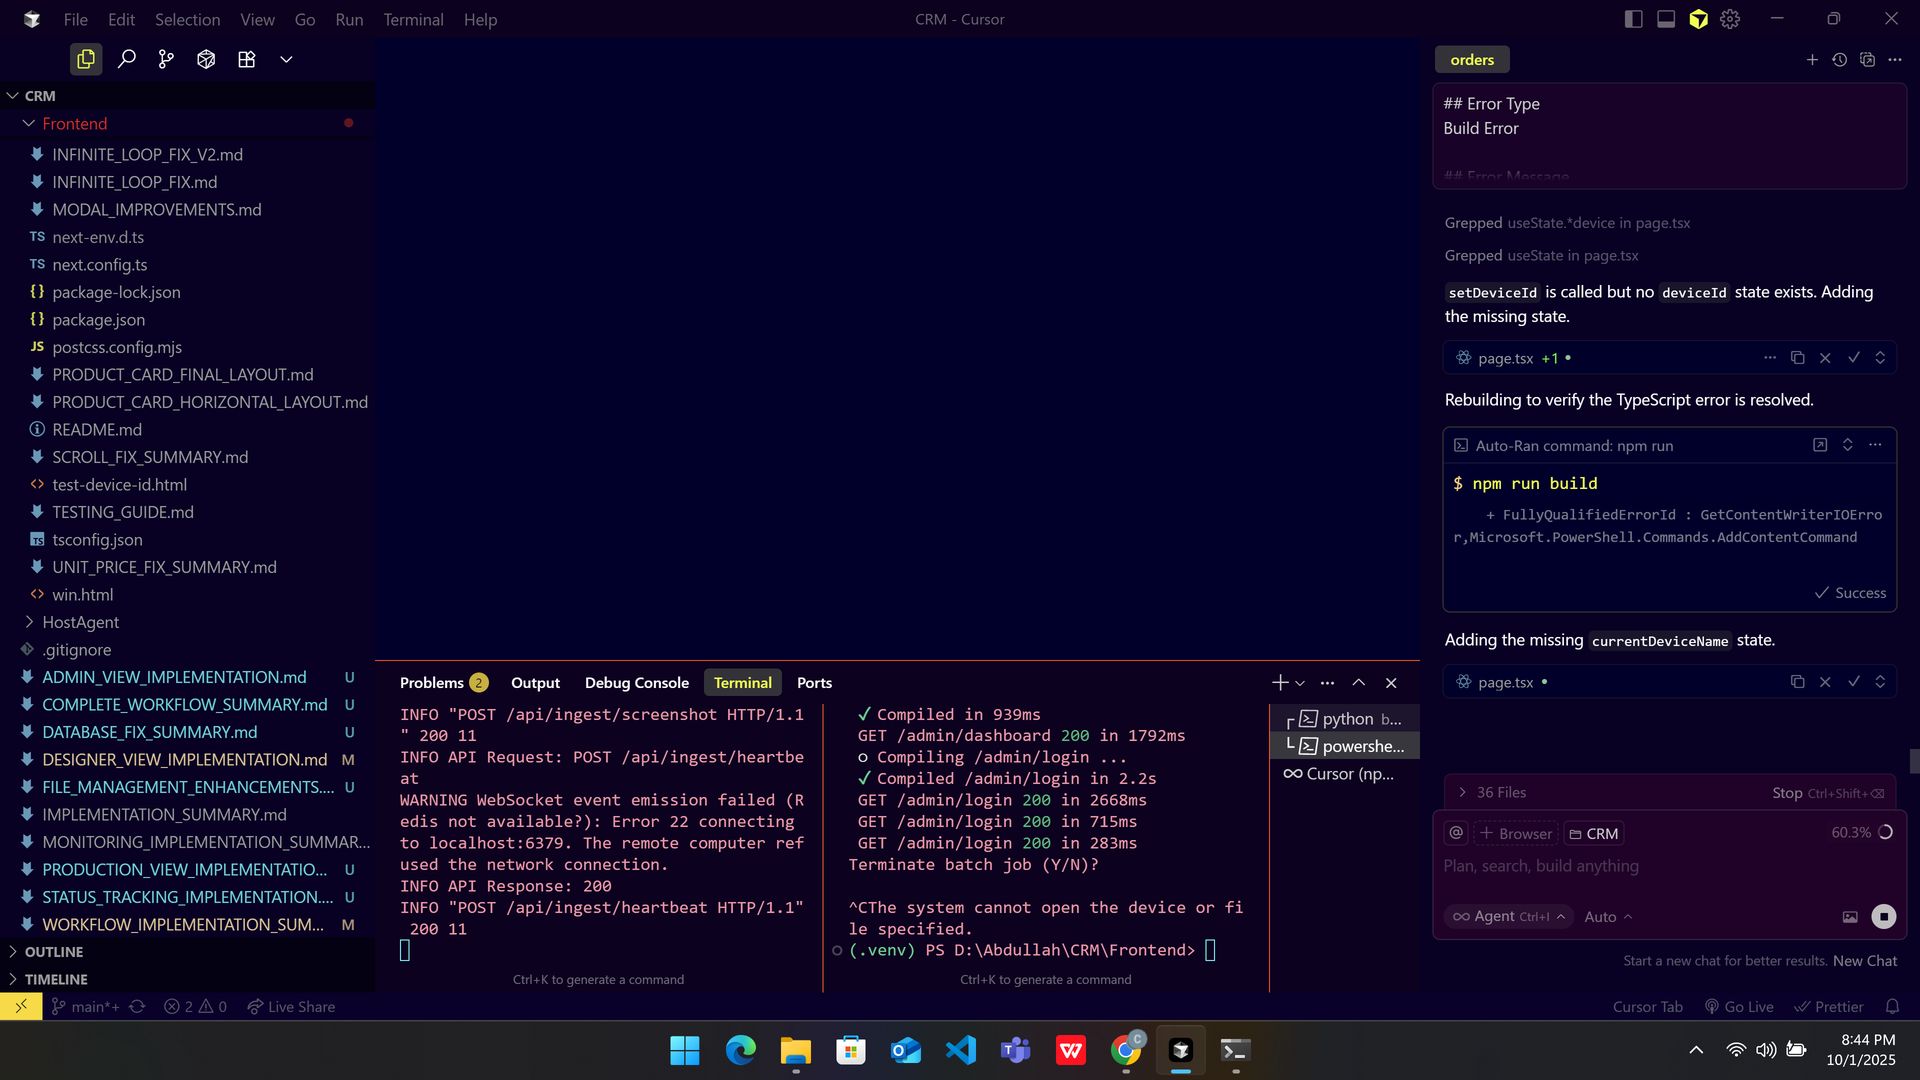 File Edit Selection View Go Run Terminal Help
CRM - Cursor
CRM
Frontend
INFINITE_LOOP_FIX_V2.md
INFINITE_LOOP_FIX.md
MODAL_IMPROVEMENTS.md
TS next-env.d.ts
TS next.config.ts
{} package-lock.json
{} package.json
JS postcss.config.mjs
PRODUCT_CARD_FINAL_LAYOUT.md
PRODUCT_CARD_HORIZONTAL_LAYOUT.md
README.md
SCROLL_FIX_SUMMARY.md
<> test-device-id.html
TESTING_GUIDE.md
TS tsconfig.json
UNIT_PRICE_FIX_SUMMARY.md
<> win.html
HostAgent
.gitignore
ADMIN_VIEW_IMPLEMENTATION.md U
COMPLETE_WORKFLOW_SUMMARY.md U
DATABASE_FIX_SUMMARY.md U
DESIGNER_VIEW_IMPLEMENTATION.md M
FILE_MANAGEMENT_ENHANCEMENTS.... U
IMPLEMENTATION_SUMMARY.md
MONITORING_IMPLEMENTATION_SUMMAR...
PRODUCTION_VIEW_IMPLEMENTATIO... U
STATUS_TRACKING_IMPLEMENTATION.... U
WORKFLOW_IMPLEMENTATION_SUM... M
OUTLINE
TIMELINE
Problems 2 Output Debug Console Terminal Ports
INFO "POST /api/ingest/screenshot HTTP/1.1
" 200 11
INFO API Request: POST /api/ingest/heartbe
at
WARNING WebSocket event emission failed (R
edis not available?): Error 22 connecting
to localhost:6379. The remote computer ref
used the network connection.
INFO API Response: 200
INFO "POST /api/ingest/heartbeat HTTP/1.1"
200 11
Ctrl+K to generate a command
✓ Compiled in 939ms
GET /admin/dashboard 200 in 1792ms
○ Compiling /admin/login ...
✓ Compiled /admin/login in 2.2s
GET /admin/login 200 in 2668ms
GET /admin/login 200 in 715ms
GET /admin/login 200 in 283ms
Terminate batch job (Y/N)?
^CThe system cannot open the device or fi
le specified.
(.venv) PS D:\Abdullah\CRM\Frontend>
Ctrl+K to generate a command
python b...
powershe...
Cursor (np...
orders
## Error Type
Build Error
## Error Message
Grepped useState.*device in page.tsx
Grepped useState in page.tsx
setDeviceId is called but no deviceId state exists. Adding
the missing state.
page.tsx +1
Rebuilding to verify the TypeScript error is resolved.
Auto-Ran command: npm run
$ npm run build
+ FullyQualifiedErrorId : GetContentWriterIOErro
r,Microsoft.PowerShell.Commands.AddContentCommand
Success
Adding the missing currentDeviceName state.
page.tsx
36 Files Stop Ctrl+Shift+⌫
@ + Browser CRM 60.3%
Plan, search, build anything
Agent Ctrl+I Auto
Start a new chat for better results. New Chat
main*+ 2 0 Live Share
Cursor Tab Go Live Prettier
C
8:44 PM
10/1/2025